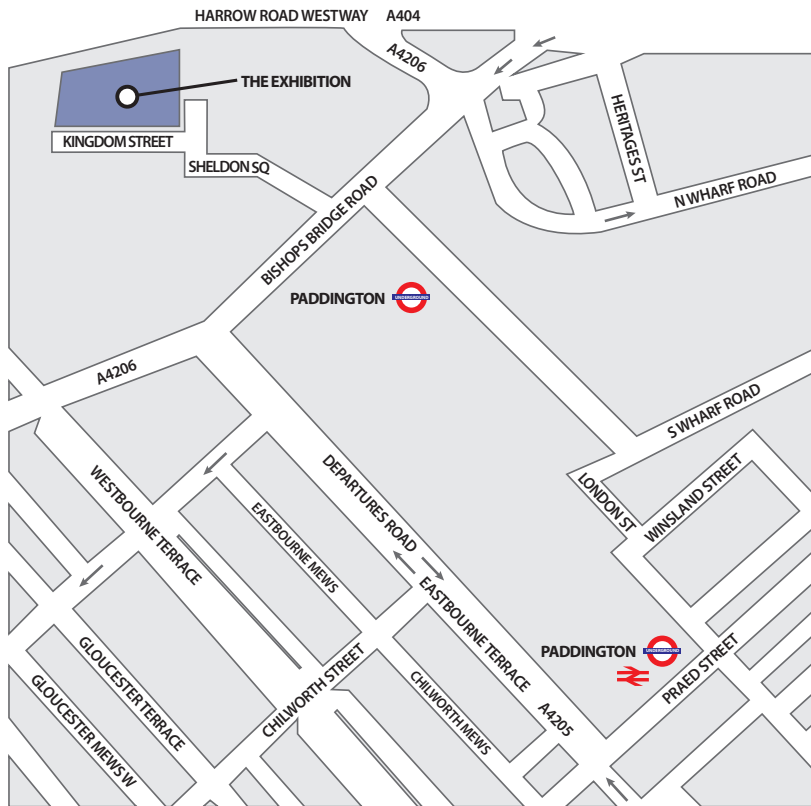 HARROW ROAD WESTWAY A404
A4206
THE EXHIBITION
KINGDOM STREET
SHELDON SQ
HERITAGES ST
N WHARF ROAD
BISHOPS BRIDGE ROAD
PADDINGTON
UNDERGROUND
A4206
S WHARF ROAD
DEPARTURES ROAD
LONDON ST
WINSLAND STREET
WESTBOURNE TERRACE
EASTBOURNE MEWS
EASTBOURNE TERRACE
PADDINGTON
UNDERGROUND
PRAED STREET
GLOUCESTER TERRACE
GLOUCESTER MEWS W
CHILWORTH STREET
CHILWORTH MEWS
A4205